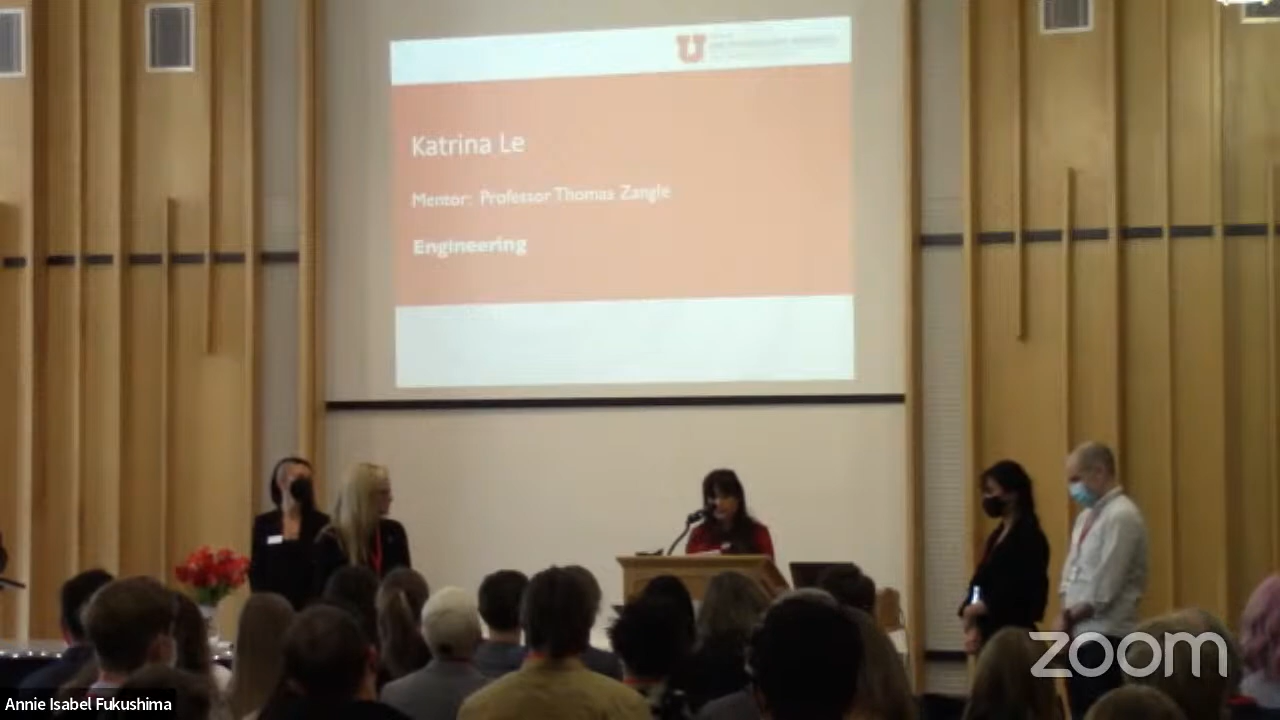 U
Katrina Le
Mentor: Professor Thomas Zangle
Engineering
zoom
Annie Isabel Fukushima